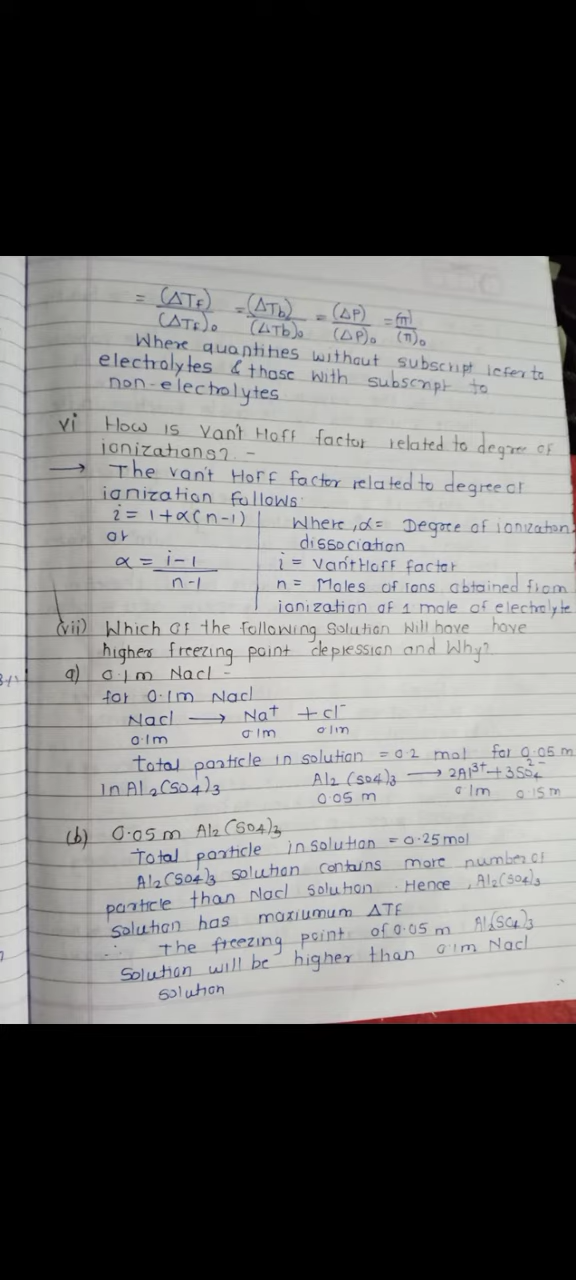 = (ΔTf)/(ΔTf)₀ = (ΔTb)/(ΔTb)₀ = (ΔP)/(ΔP)₀ = (π)/(π)₀
Where quantities without subscript refer to
electrolytes & those with subscript to
non-electrolytes
vi How is Van't Hoff factor related to degree of
ionizations? -
→ The van't Hoff factor related to degree of
ionization follows
i = 1+α(n-1) | Where, α = Degree of ionization,
or | dissociation
α = i-1/n-1 | i = Van't Hoff factor
n = Moles of ions obtained from
ionization of 1 mole of electrolyte
(vii) Which of the following solution will have have
higher freezing point depression and Why?
a) 0.1m Nacl -
for 0.1m Nacl
Nacl → Na⁺ + cl⁻
0.1m 0.1m 0.1m
Total particle in solution = 0.2 mol for 0.05 m
in Al₂(SO4)₃ Al₂(SO4)₃ → 2Al³⁺ + 3SO₄²⁻
0.05 m 0.1m 0.15m
(b) 0.05 m Al₂(SO4)₃
Total particle in solution = 0.25mol
Al₂(SO4)₃ solution contains more number of
particle than Nacl solution. Hence, Al₂(SO4)₃
solution has maxiumum ΔTF
∴ The freezing point of 0.05 m Al₂(SO4)₃
Solution will be higher than 0.1m Nacl
solution